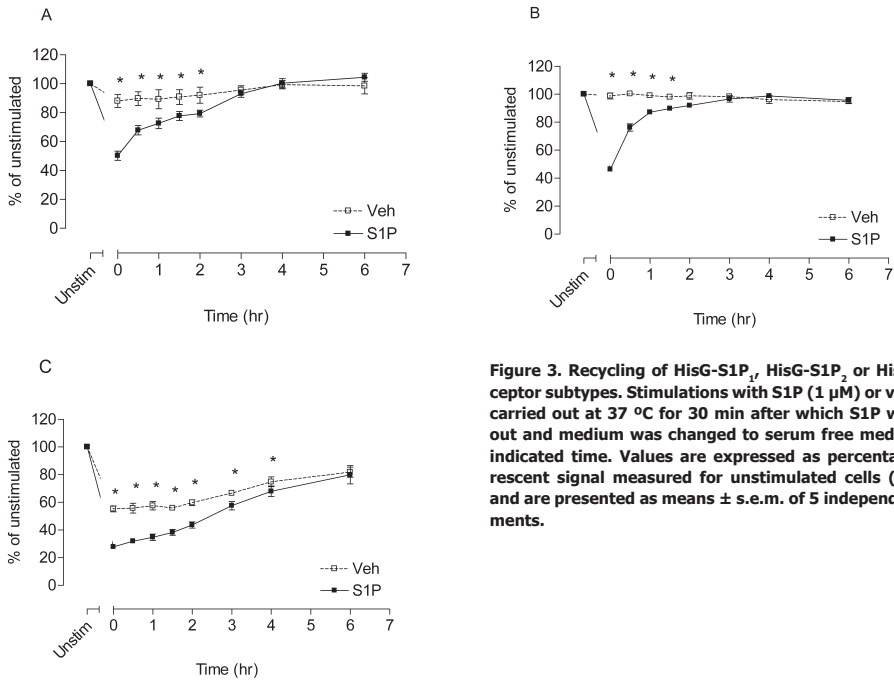 A
120
100
80
60
40
20
0
% of unstimulated
* * * * *
Veh
S1P
Unstim 0 1 2 3 4 5 6 7
Time (hr)
B
120
100
80
60
40
20
0
% of unstimulated
* * * *
Veh
S1P
Unstim 0 1 2 3 4 5 6 7
Time (hr)
C
120
100
80
60
40
20
0
% of unstimulated
* * * * * * *
Veh
S1P
Unstim 0 1 2 3 4 5 6 7
Time (hr)
Figure 3. Recycling of HisG-S1P₁, HisG-S1P₂ or His
ceptor subtypes. Stimulations with S1P (1 µM) or v
carried out at 37 ºC for 30 min after which S1P w
out and medium was changed to serum free med
indicated time. Values are expressed as percenta
rescent signal measured for unstimulated cells (
and are presented as means ± s.e.m. of 5 independ
ments.